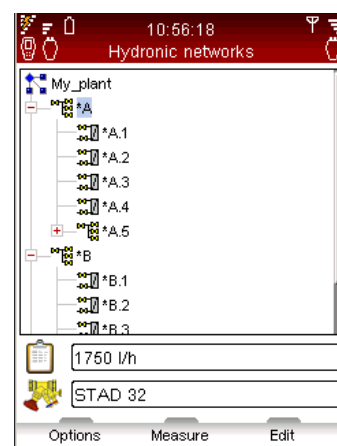 10:56:18
Hydronic networks
My_plant
*A
*A.1
*A.2
*A.3
*A.4
*A.5
*B
*B.1
*B.2
*B.3
1750 l/h
STAD 32
Options Measure Edit